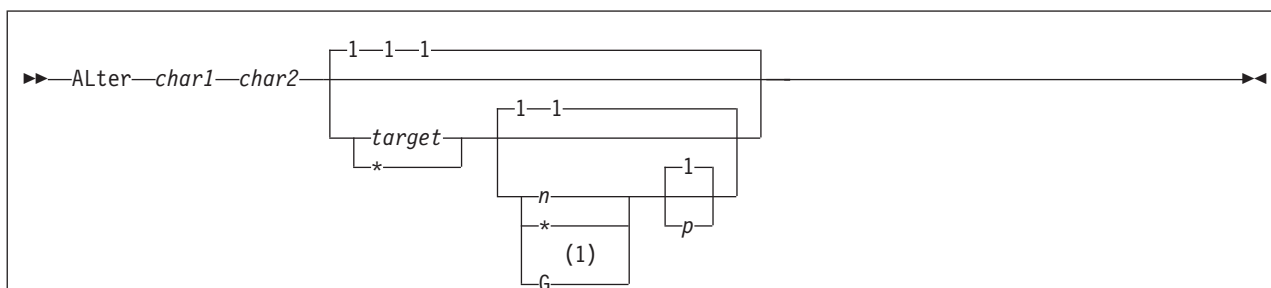 1 1 1
►►ALter char1 char2 ►◄
1 1
target
*
1
n
*
p
(1)
G